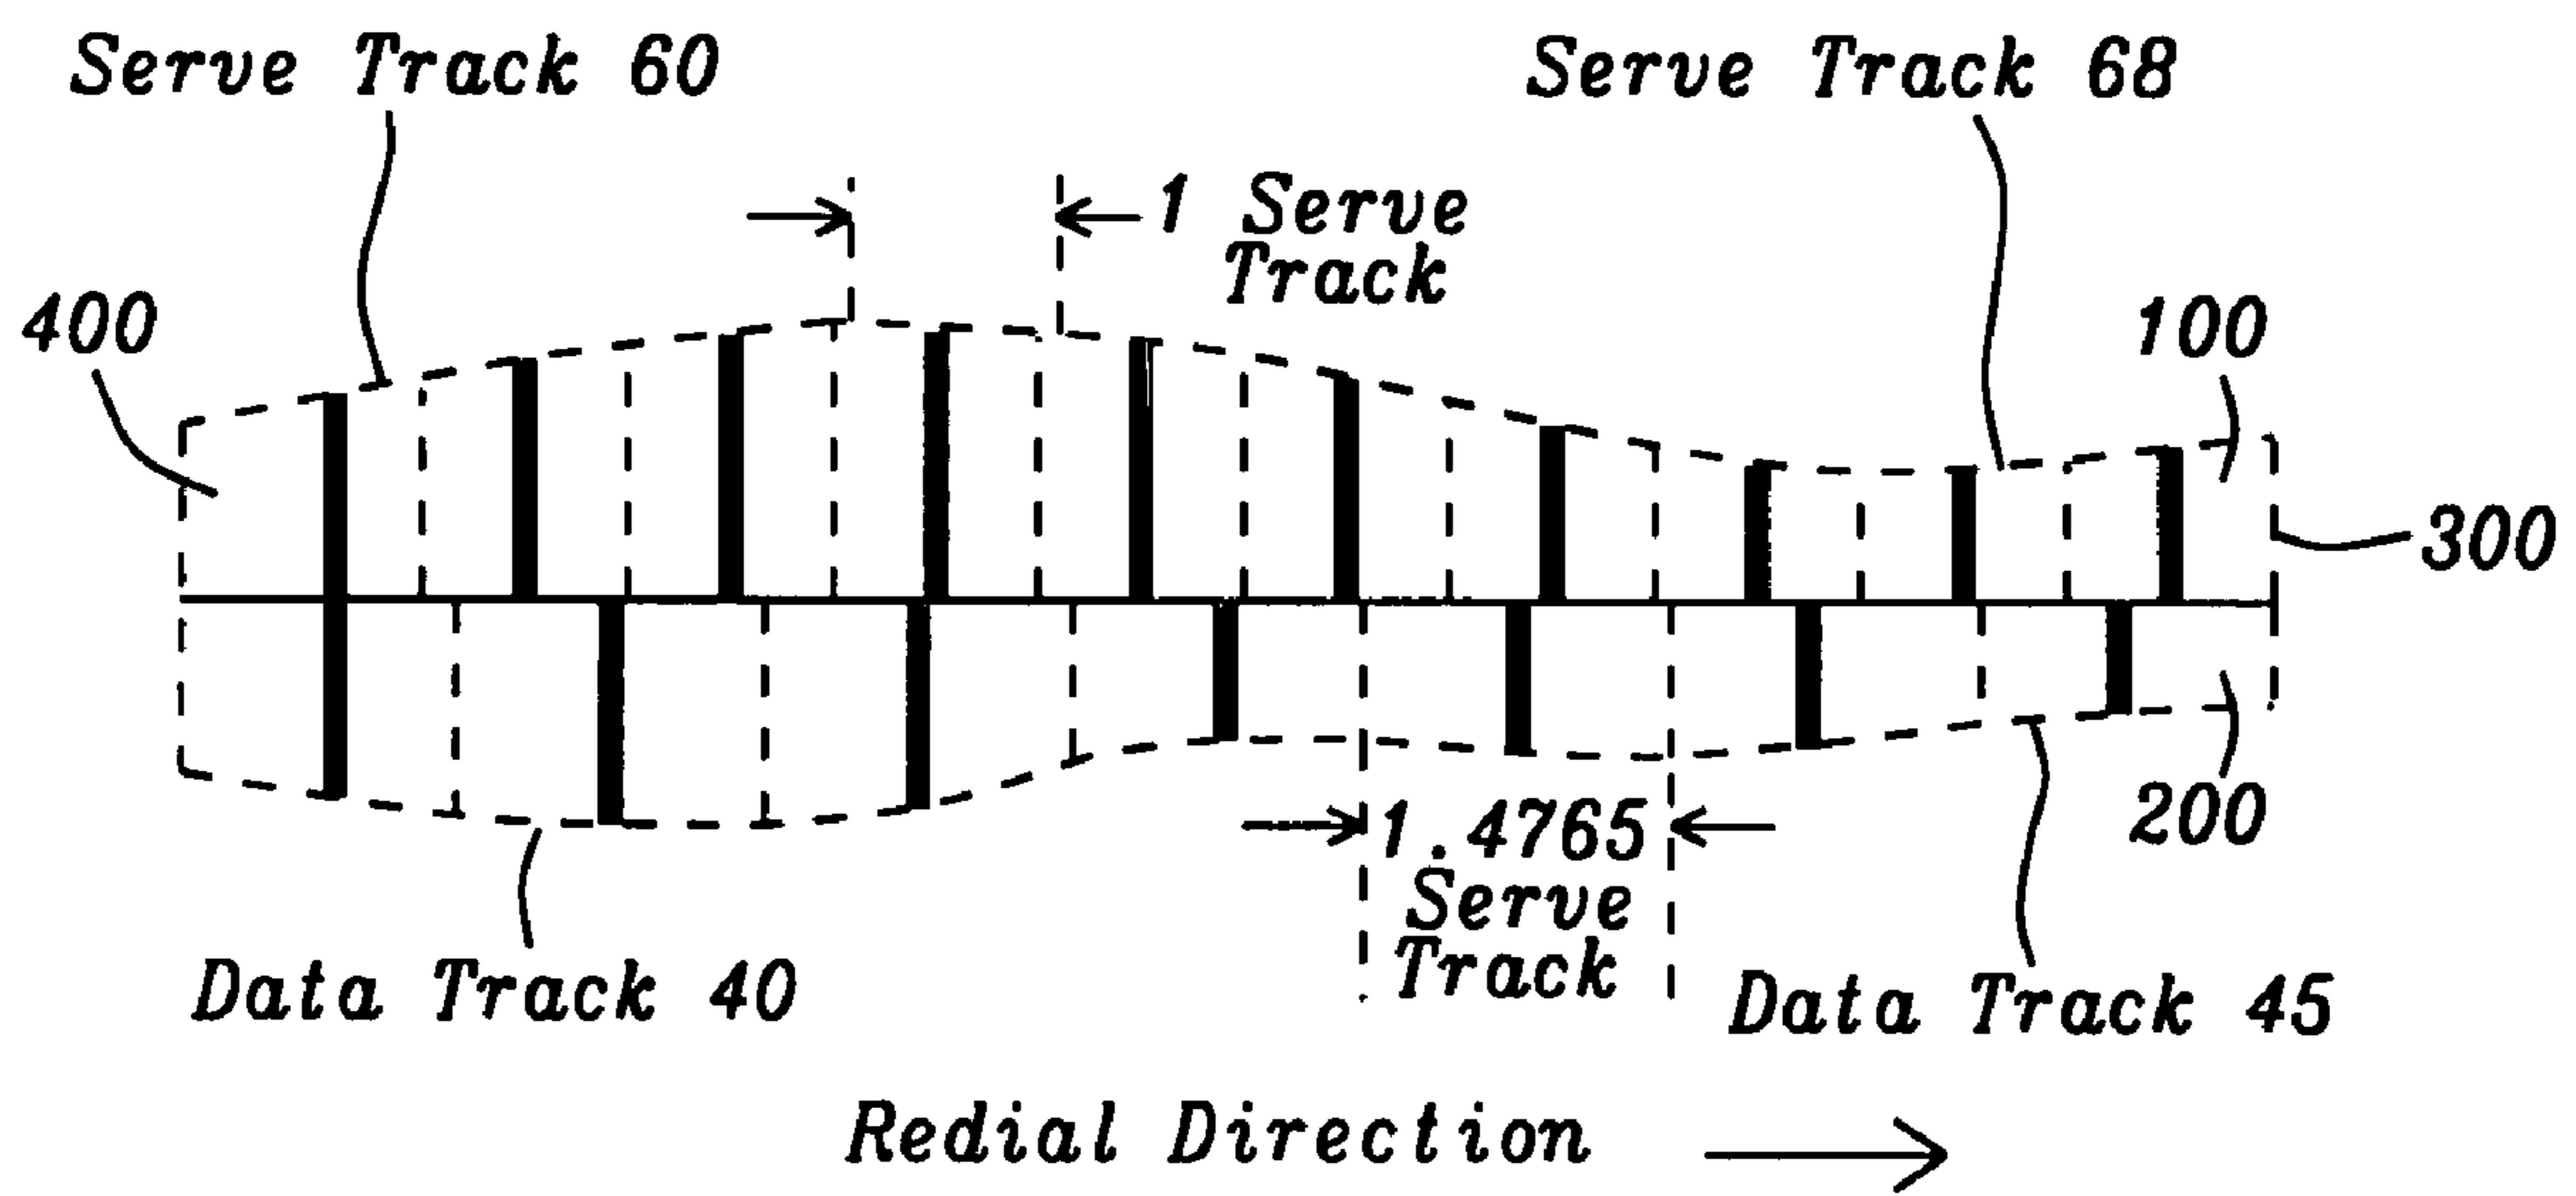 Serve Track 60
Serve Track 68
1 Serve
Track
400
100
300
200
1.4765
Serve
Track
Data Track 40
Data Track 45
Redial Direction